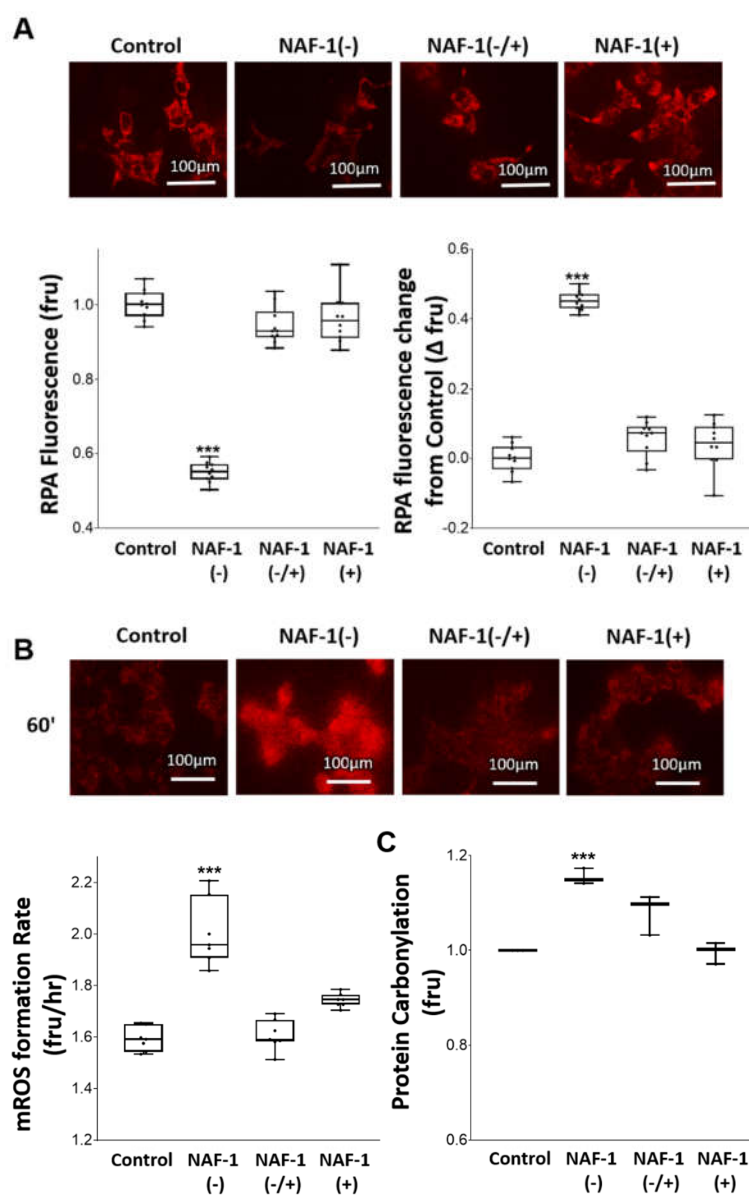 A
Control NAF-1(-) NAF-1(-/+) NAF-1(+)
100µm 100µm 100µm 100µm
RPA Fluorescence (fru)
1.0
0.8
0.6
0.4
***
Control NAF-1 NAF-1 NAF-1
(-) (-/+) (+)
RPA fluorescence change
from Control (Δ fru)
0.6
0.4
0.2
0.0
-0.2
***
Control NAF-1 NAF-1 NAF-1
(-) (-/+) (+)
B
Control NAF-1(-) NAF-1(-/+) NAF-1(+)
60'
100µm 100µm 100µm 100µm
mROS formation Rate
(fru/hr)
2.2
2.0
1.8
1.6
1.4
1.2
***
Control NAF-1 NAF-1 NAF-1
(-) (-/+) (+)
C
Protein Carbonylation
(fru)
1.2
1.0
0.8
0.6
***
Control NAF-1 NAF-1 NAF-1
(-) (-/+) (+)